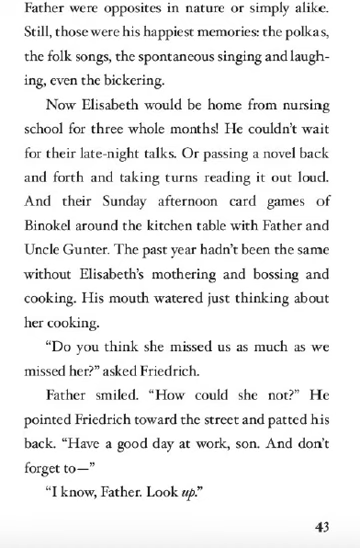 Father were opposites in nature or simply alike.
Still, those were his happiest memories: the polkas,
the folk songs, the spontaneous singing and laugh-
ing, even the bickering.
Now Elisabeth would be home from nursing
school for three whole months! He couldn’t wait
for their late-night talks. Or passing a novel back
and forth and taking turns reading it out loud.
And their Sunday afternoon card games of
Binokel around the kitchen table with Father and
Uncle Gunter. The past year hadn’t been the same
without Elisabeth’s mothering and bossing and
cooking. His mouth watered just thinking about
her cooking.
“Do you think she missed us as much as we
missed her?” asked Friedrich.
Father smiled. “How could she not?” He
pointed Friedrich toward the street and patted his
back. “Have a good day at work, son. And don’t
forget to—”
“I know, Father. Look up.”
43